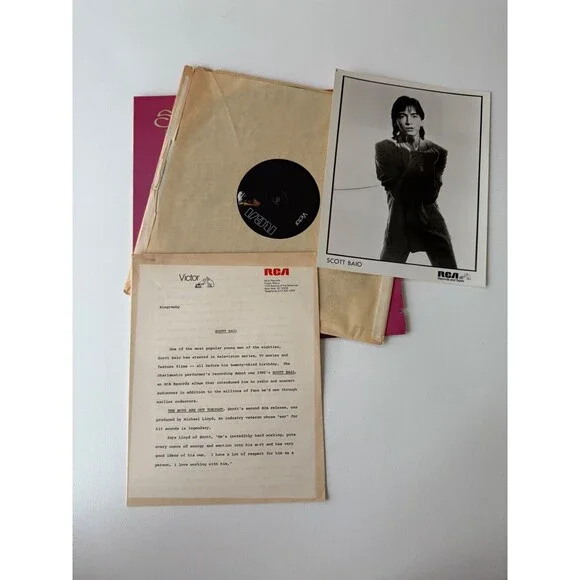 SCOTT BAIO
RCA
Victor
RCA
Victor
RCA
Biography
SCOTT BAIO
One of the most popular young men of the eighties,
Scott Baio has starred in television series, TV movies and
feature films -- all before his twenty-third birthday. The
charismatic performer's recording debut was 1982's SCOTT BAIO,
an RCA Records album that introduced him to radio and concert
audiences in addition to the millions of fans he'd won through
earlier endeavors.
THE BOYS ARE OUT TONIGHT, Scott's second RCA release, was
produced by Michael Lloyd, an industry veteran whose "ear" for
hit records is legendary.
Says Lloyd of Scott, "He's incredibly hard working, puts
every ounce of energy and emotion into his work and has very
good ideas of his own. I have a lot of respect for him as a
person. I love working with him."